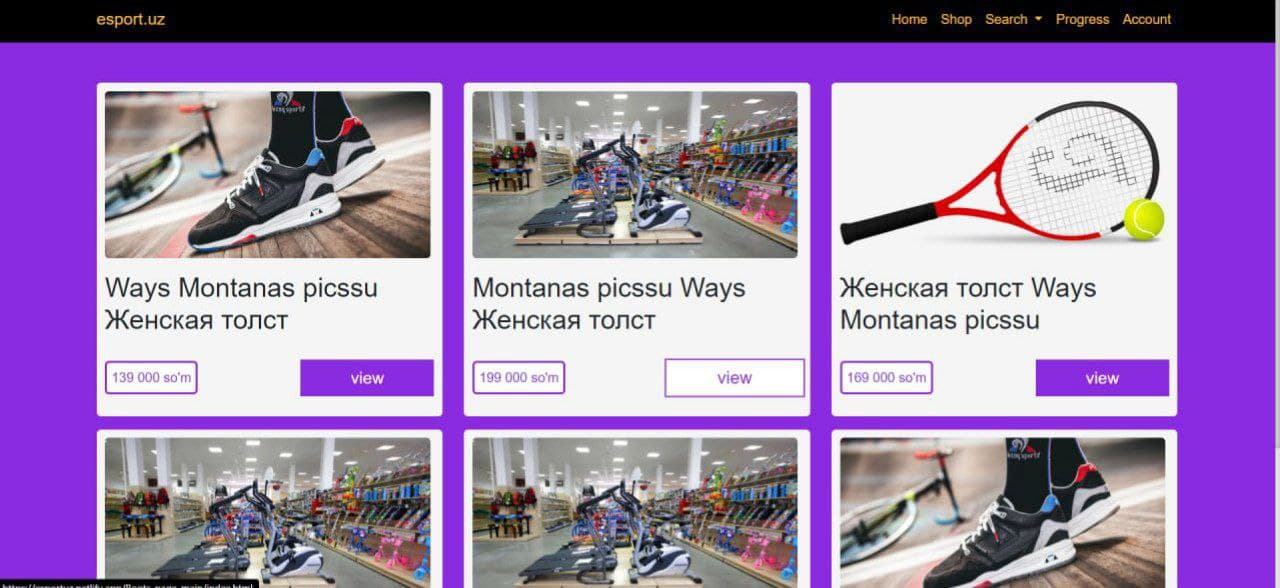 esport.uz
Home Shop Search Progress Account
Ways Montanas picssu
Женская толст
139 000 so'm
view
Montanas picssu Ways
Женская толст
199 000 so'm
view
Женская толст Ways
Montanas picssu
169 000 so'm
view